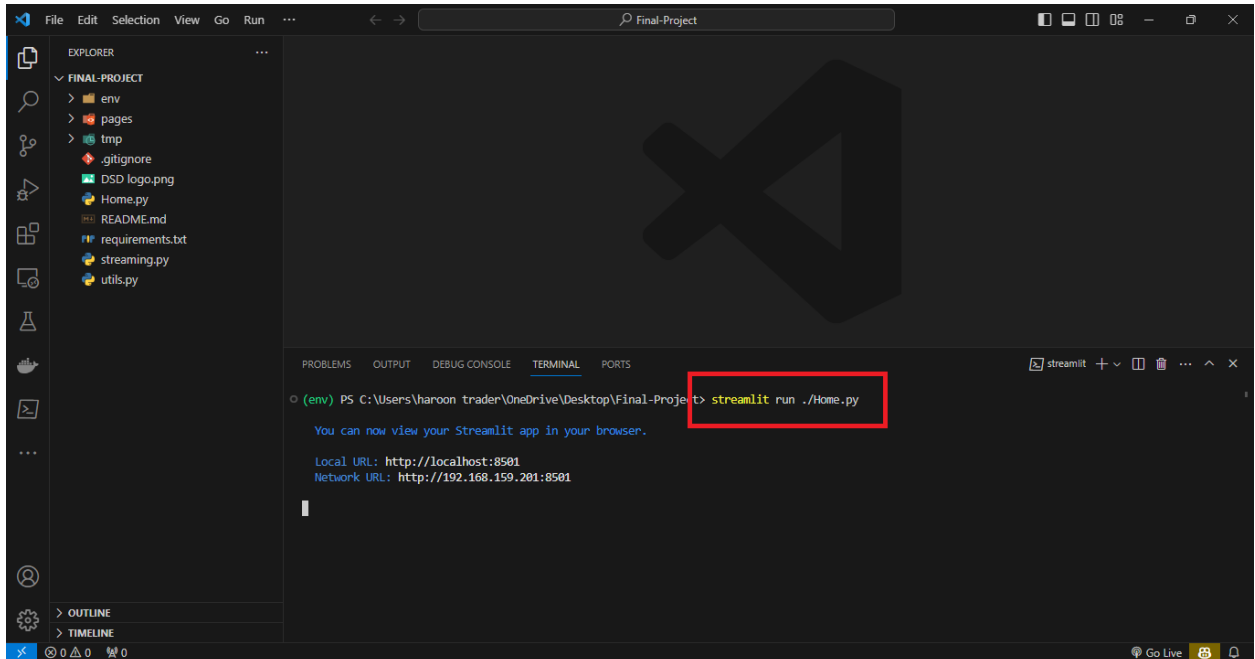 File Edit Selection View Go Run ...
Final-Project
EXPLORER ...
FINAL-PROJECT
env
pages
tmp
.gitignore
DSD logo.png
Home.py
README.md
requirements.txt
streaming.py
utils.py
OUTLINE
TIMELINE
PROBLEMS OUTPUT DEBUG CONSOLE TERMINAL PORTS
streamlit
(env) PS C:\Users\haroon trader\OneDrive\Desktop\Final-Project> streamlit run ./Home.py
You can now view your Streamlit app in your browser.
Local URL: http://localhost:8501
Network URL: http://192.168.159.201:8501
0 0 0 Go Live